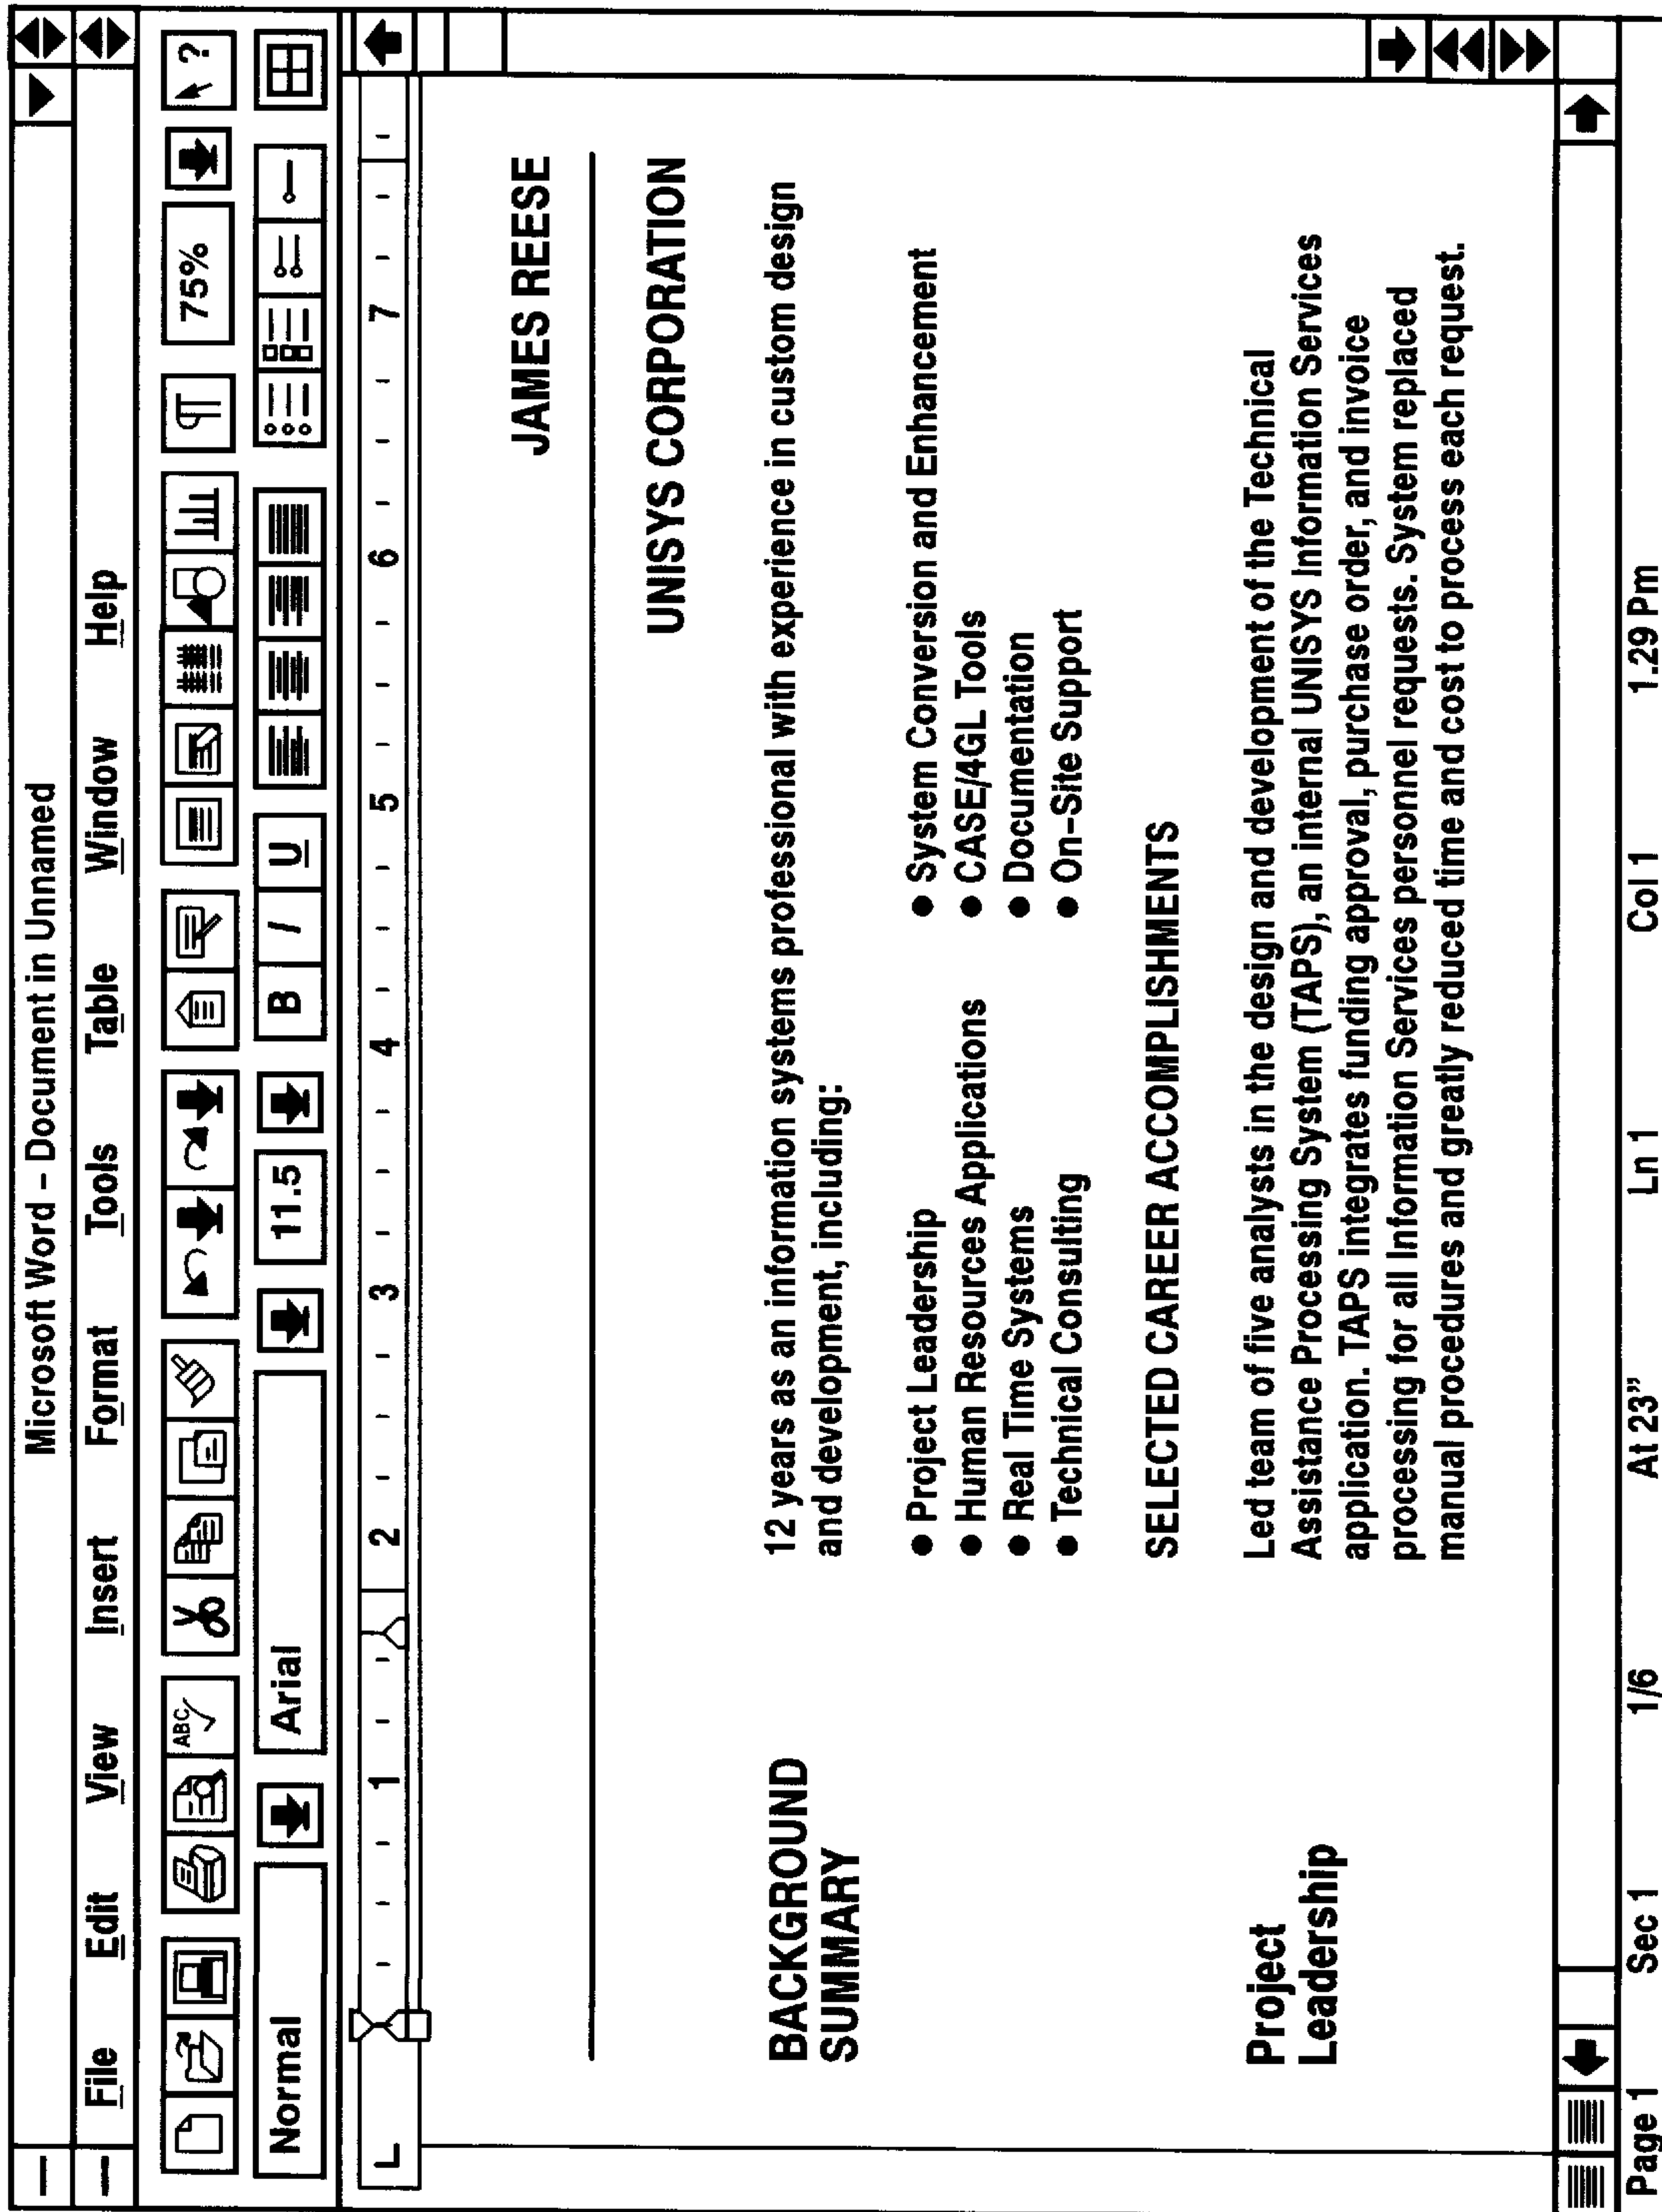 Microsoft Word – Document in Unnamed
File Edit View Insert Format Tools Table Window Help
ABC 75% ?
Normal Arial 11.5 B I U
L 1 2 3 4 5 6 7
JAMES REESE
UNISYS CORPORATION
BACKGROUND
SUMMARY
12 years as an information systems professional with experience in custom design
and development, including:
● Project Leadership ● System Conversion and Enhancement
● Human Resources Applications ● CASE/4GL Tools
● Real Time Systems ● Documentation
● Technical Consulting ● On-Site Support
SELECTED CAREER ACCOMPLISHMENTS
Project
Leadership
Led team of five analysts in the design and development of the Technical
Assistance Processing System (TAPS), an internal UNISYS Information Services
application. TAPS integrates funding approval, purchase order, and invoice
processing for all Information Services personnel requests. System replaced
manual procedures and greatly reduced time and cost to process each request.
Page 1 Sec 1 1/6 At 23" Ln 1 Col 1 1.29 Pm